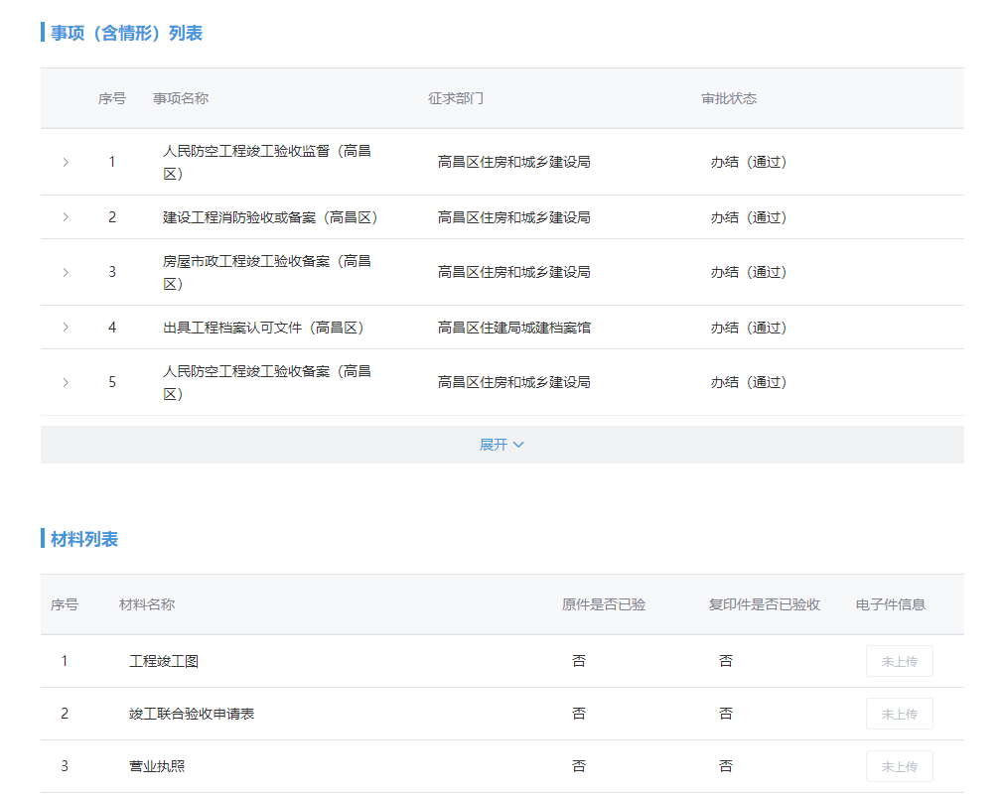 事项（含情形）列表
序号 事项名称 征求部门 审批状态
1 人民防空工程竣工验收监督（高昌区） 高昌区住房和城乡建设局 办结（通过）
2 建设工程消防验收或备案（高昌区） 高昌区住房和城乡建设局 办结（通过）
3 房屋市政工程竣工验收备案（高昌区） 高昌区住房和城乡建设局 办结（通过）
4 出具工程档案认可文件（高昌区） 高昌区住建局城建档案馆 办结（通过）
5 人民防空工程竣工验收备案（高昌区） 高昌区住房和城乡建设局 办结（通过）
展开
材料列表
序号 材料名称 原件是否已验 复印件是否已验收 电子件信息
1 工程竣工图 否 否 未上传
2 竣工联合验收申请表 否 否 未上传
3 营业执照 否 否 未上传